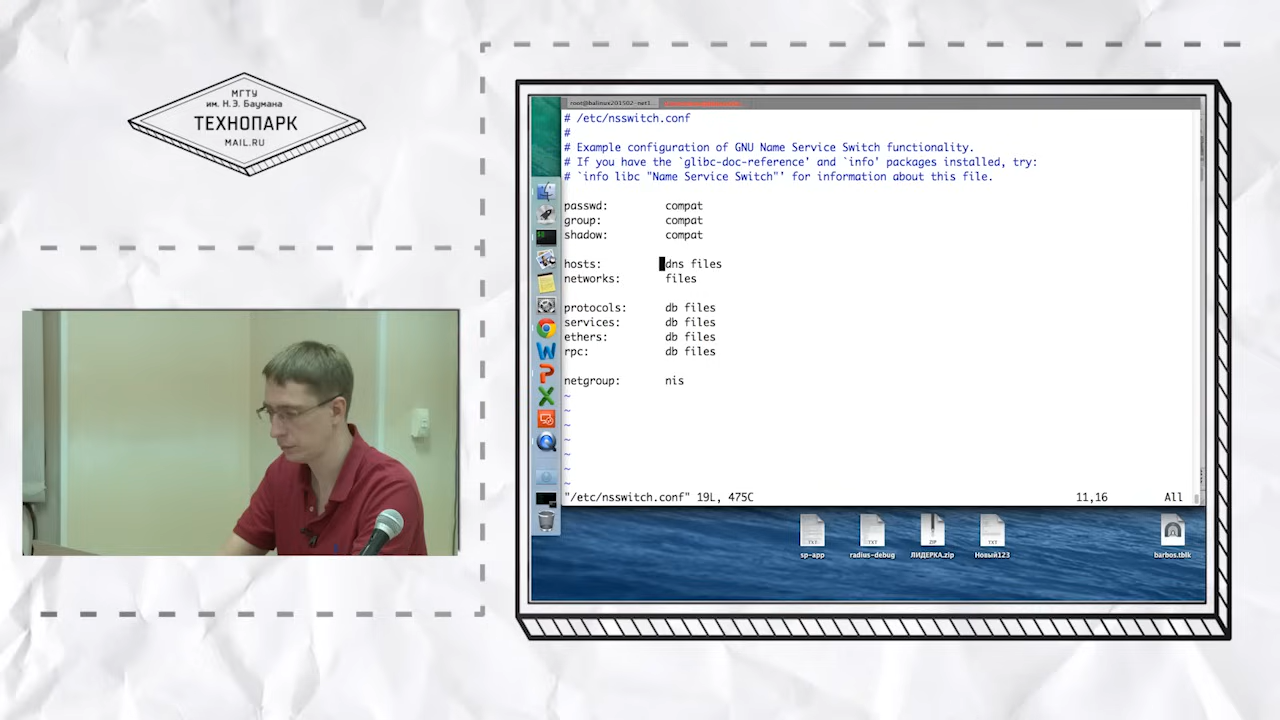 МГТУ
им. Н.Э. Баумана
ТЕХНОПАРК
MAIL.RU
# /etc/nsswitch.conf
#
# Example configuration of GNU Name Service Switch functionality.
# If you have the `glibc-doc-reference' and `info' packages installed, try:
# `info libc "Name Service Switch"' for information about this file.
passwd: compat
group: compat
shadow: compat
hosts: dns files
networks: files
protocols: db files
services: db files
ethers: db files
rpc: db files
netgroup: nis
~
~
~
~
~
~
~
"/etc/nsswitch.conf" 19L, 475C 11,16 All
sp-app radius-debug ЛИДЕРКА.zip Новый123 barbos.tblk